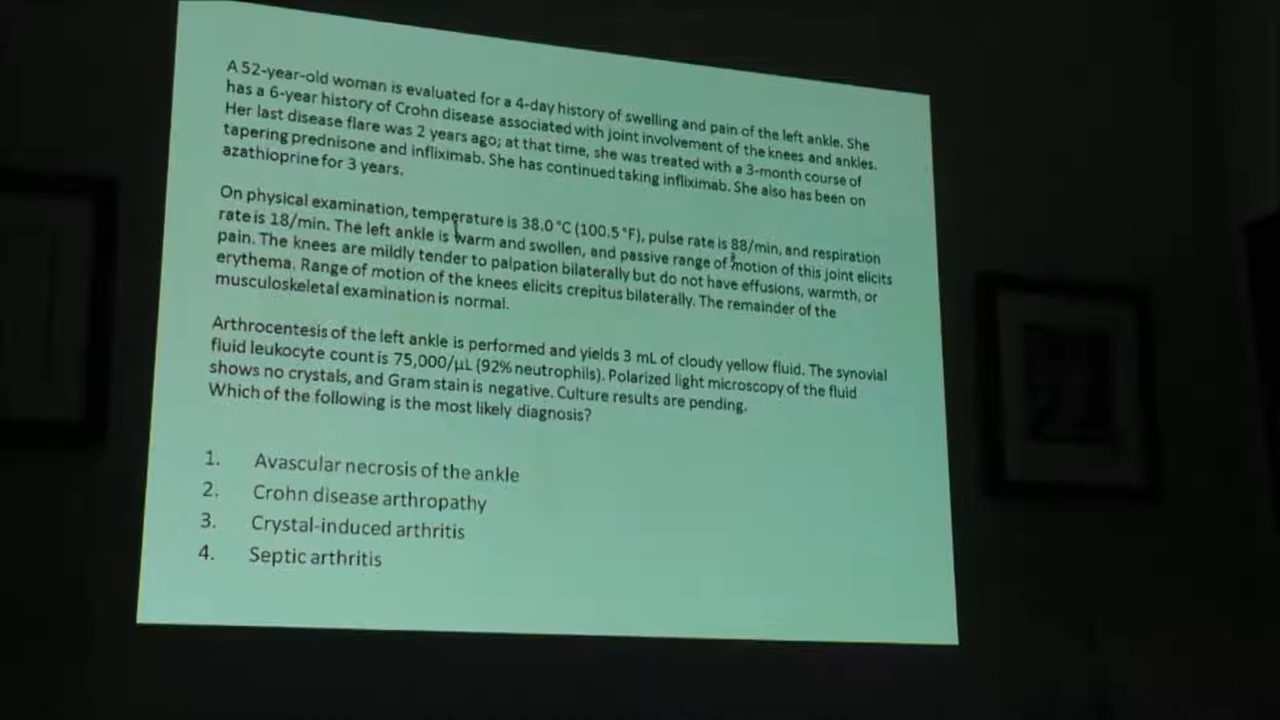 A 52-year-old woman is evaluated for a 4-day history of swelling and pain of the left ankle. She
has a 6-year history of Crohn disease associated with joint involvement of the knees and ankles.
Her last disease flare was 2 years ago; at that time, she was treated with a 3-month course of
tapering prednisone and infliximab. She has continued taking infliximab. She also has been on
azathioprine for 3 years.
On physical examination, temperature is 38.0 °C (100.5 °F), pulse rate is 88/min, and respiration
rate is 18/min. The left ankle is warm and swollen, and passive range of motion of this joint elicits
pain. The knees are mildly tender to palpation bilaterally but do not have effusions, warmth, or
erythema. Range of motion of the knees elicits crepitus bilaterally. The remainder of the
musculoskeletal examination is normal.
Arthrocentesis of the left ankle is performed and yields 3 mL of cloudy yellow fluid. The synovial
fluid leukocyte count is 75,000/µL (92% neutrophils). Polarized light microscopy of the fluid
shows no crystals, and Gram stain is negative. Culture results are pending.
Which of the following is the most likely diagnosis?
1. Avascular necrosis of the ankle
2. Crohn disease arthropathy
3. Crystal-induced arthritis
4. Septic arthritis